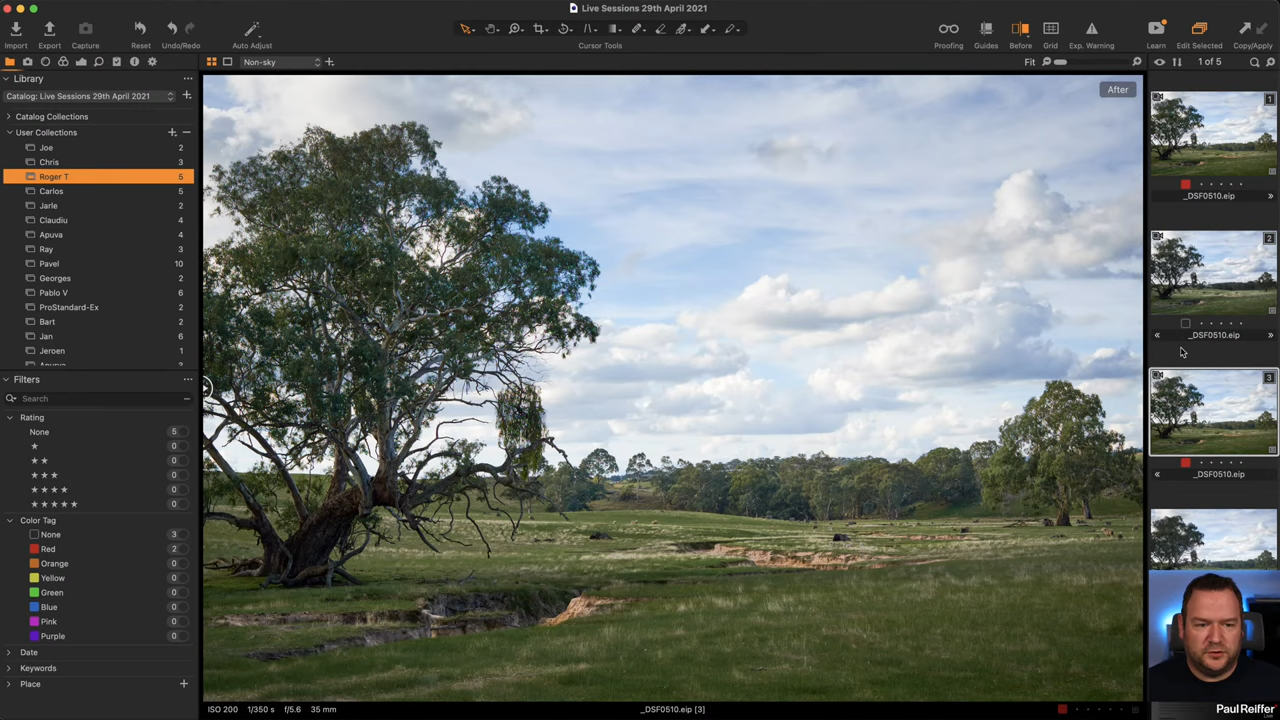 Live Sessions 29th April 2021
Import
Export
Capture
Reset
Undo/Redo
Auto Adjust
Cursor Tools
Proofing
Guides
Before
Grid
Exp. Warning
Learn
Edit Selected
Copy/Apply
Library
Non-sky
Fit
1 of 5
Catalog: Live Sessions 29th April 2021
Catalog Collections
User Collections
Joe 2
Chris 3
Roger T 5
Carlos 5
Jarle 2
Claudiu 4
Apuva 4
Ray 3
Pavel 10
Georges 2
Pablo V 6
ProStandard-Ex 2
Bart 2
Jan 6
Jeroen 1
Filters
Search
Rating
None 5
0
0
0
0
0
Color Tag
None 3
Red 2
Orange 0
Yellow 0
Green 0
Blue 0
Pink 0
Purple 0
Date
Keywords
Place
After
ISO 200 1/350 s f/5.6 35 mm
_DSF0510.eip [3]
1
_DSF0510.eip
2
_DSF0510.eip
3
_DSF0510.eip
Paul Reiffer
Live